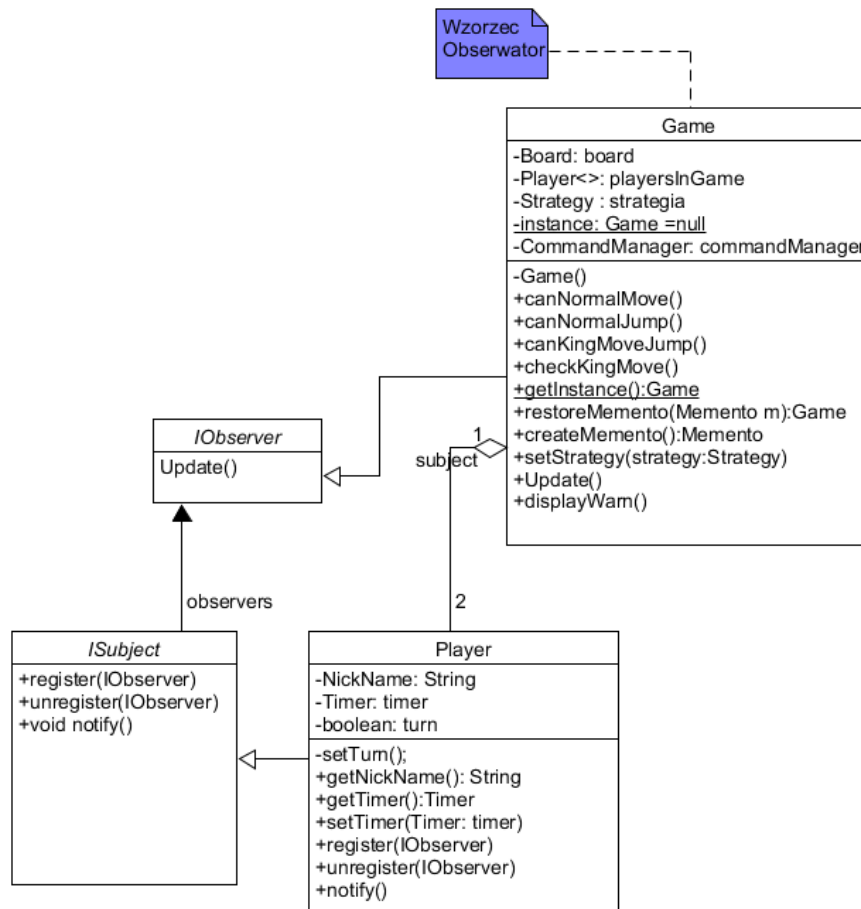 Wzorzec
Obserwator
Game
-Board: board
-Player<>: playersInGame
-Strategy : strategia
-instance: Game =null
-CommandManager: commandManager
-Game()
+canNormalMove()
+canNormalJump()
+canKingMoveJump()
+checkKingMove()
+getInstance():Game
+restoreMemento(Memento m):Game
+createMemento():Memento
+setStrategy(strategy:Strategy)
+Update()
+displayWarn()
IObserver
Update()
1
subject
observers
2
ISubject
+register(IObserver)
+unregister(IObserver)
+void notify()
Player
-NickName: String
-Timer: timer
-boolean: turn
-setTurn();
+getNickName(): String
+getTimer():Timer
+setTimer(Timer: timer)
+register(IObserver)
+unregister(IObserver)
+notify()